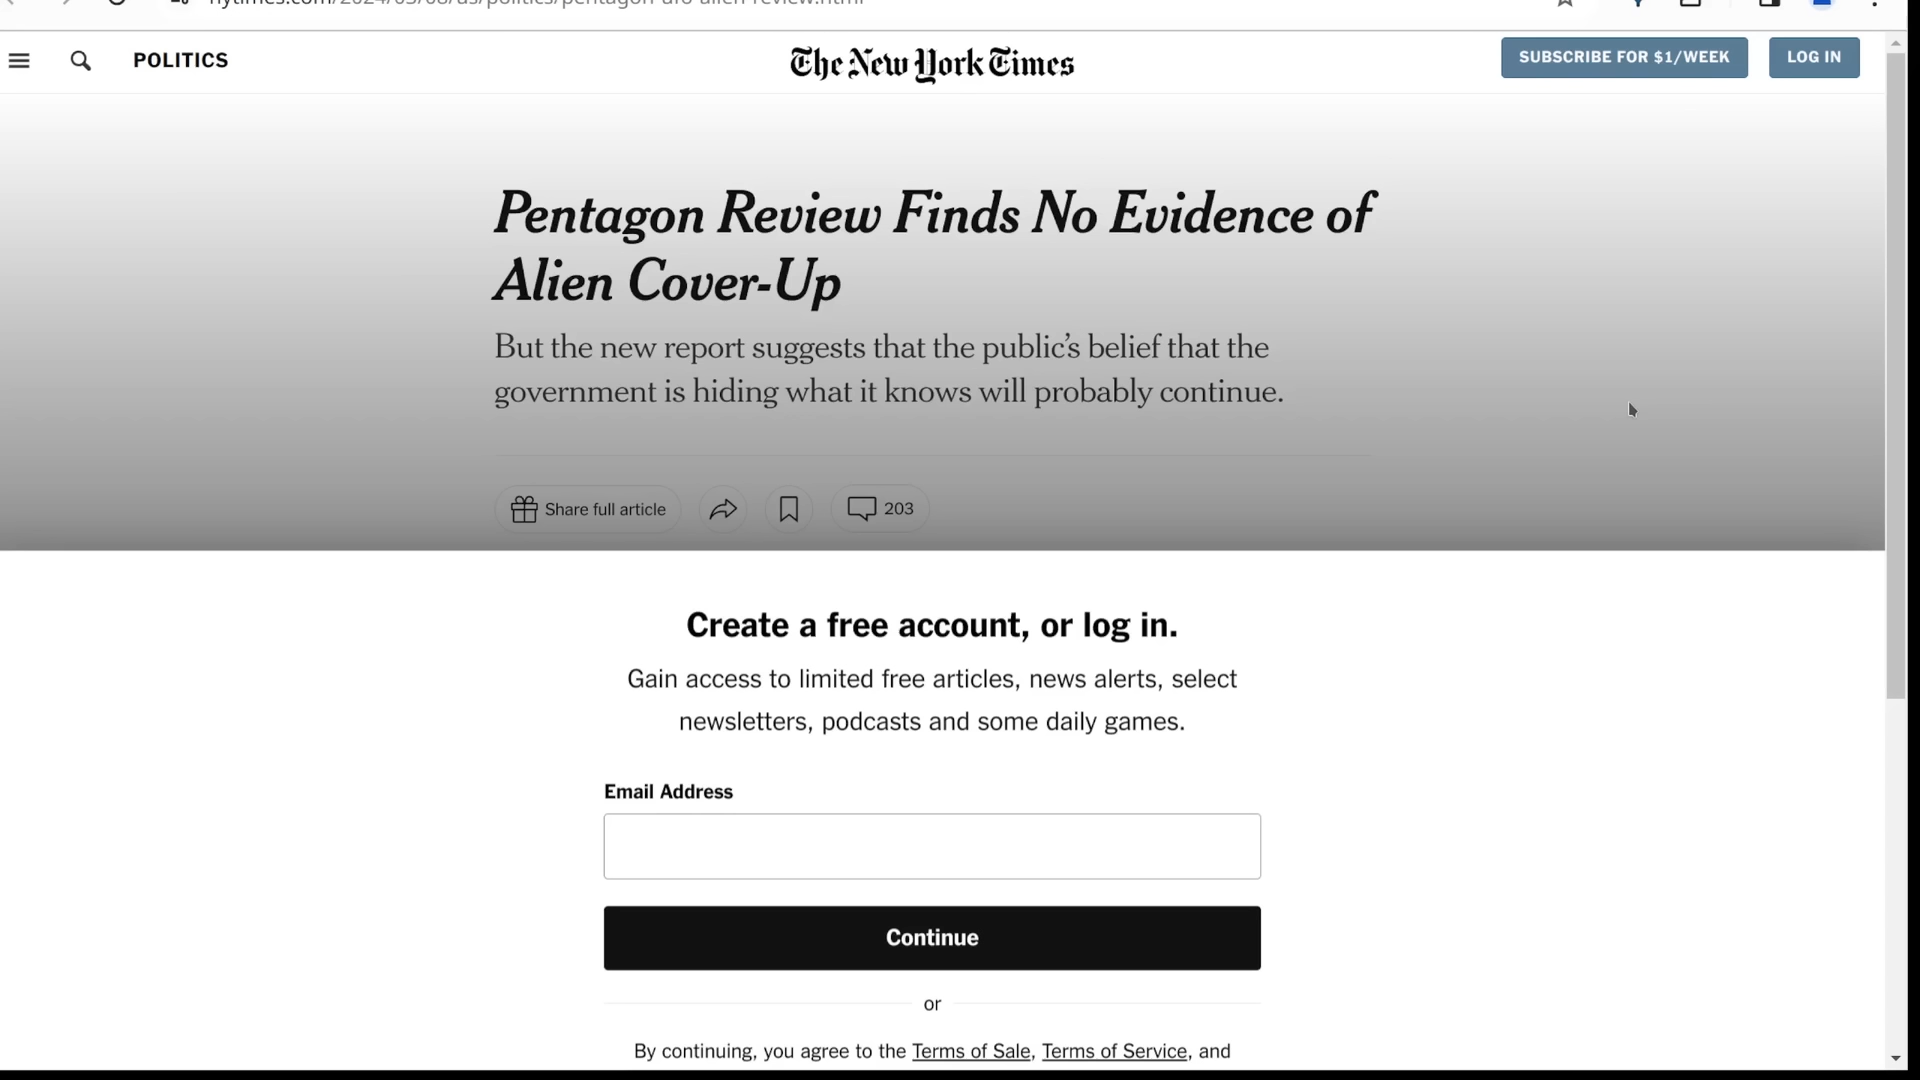 POLITICS
The New York Times
SUBSCRIBE FOR $1/WEEK
LOG IN
Pentagon Review Finds No Evidence of
Alien Cover-Up
But the new report suggests that the public’s belief that the
government is hiding what it knows will probably continue.
Share full article
203
Create a free account, or log in.
Gain access to limited free articles, news alerts, select
newsletters, podcasts and some daily games.
Email Address
Continue
or
By continuing, you agree to the Terms of Sale, Terms of Service, and